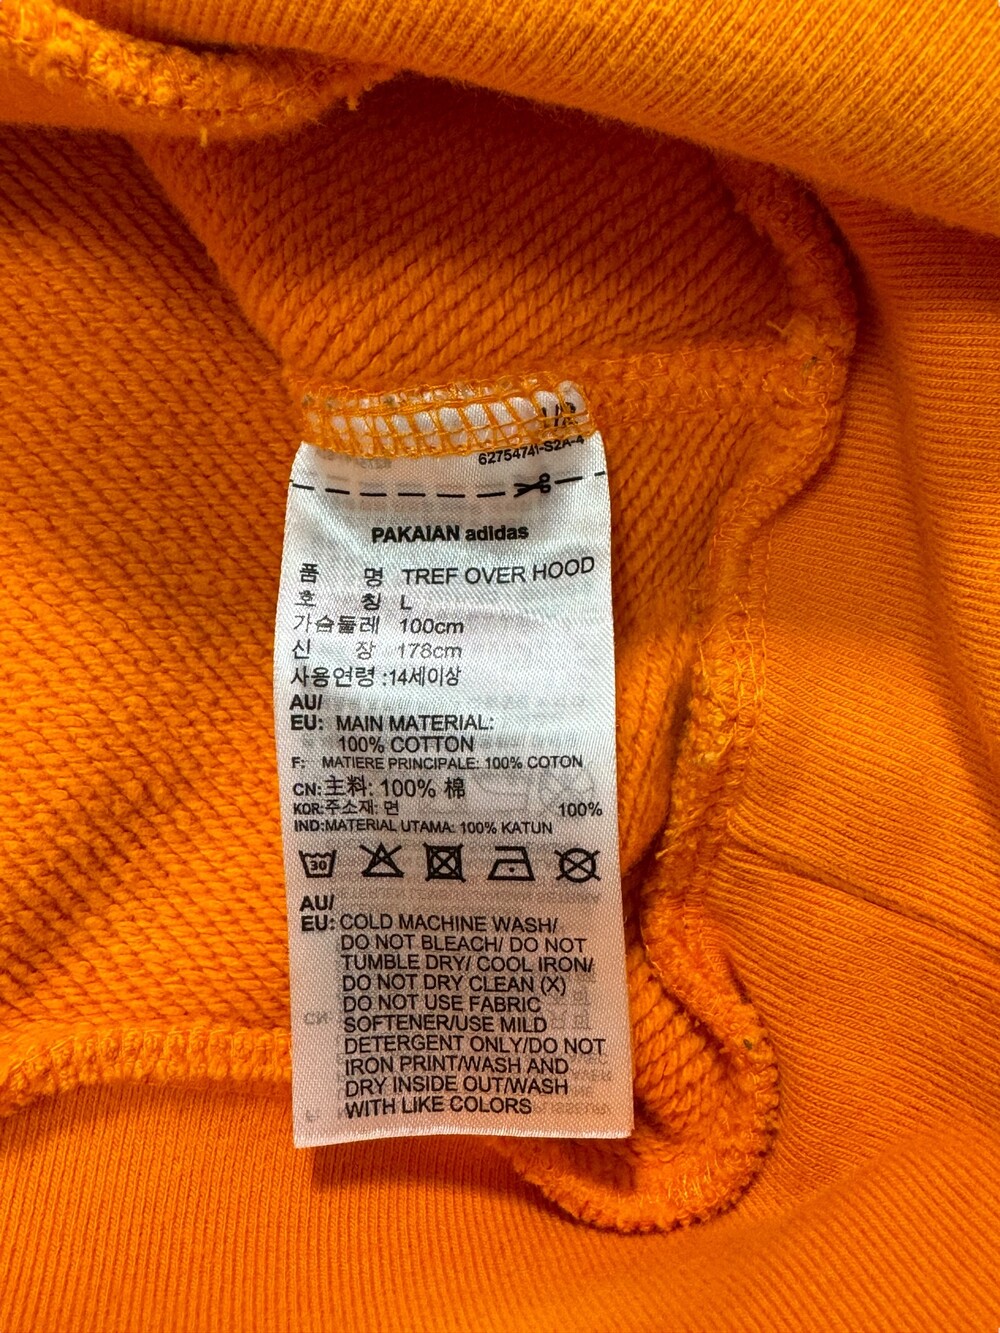 62754741-S2A-4
PAKAIAN adidas
품 명 TREF OVER HOOD
호 칭 L
가슴둘레 100cm
신 장 178cm
사용연령 :14세이상
AU/
EU: MAIN MATERIAL:
100% COTTON
F: MATIERE PRINCIPALE: 100% COTON
CN:主料: 100% 棉
KOR:주소재: 면 100%
IND:MATERIAL UTAMA: 100% KATUN
30
AU/
EU: COLD MACHINE WASH/
DO NOT BLEACH/ DO NOT
TUMBLE DRY/ COOL IRON/
DO NOT DRY CLEAN (X)
DO NOT USE FABRIC
SOFTENER/USE MILD
DETERGENT ONLY/DO NOT
IRON PRINT/WASH AND
DRY INSIDE OUT/WASH
WITH LIKE COLORS